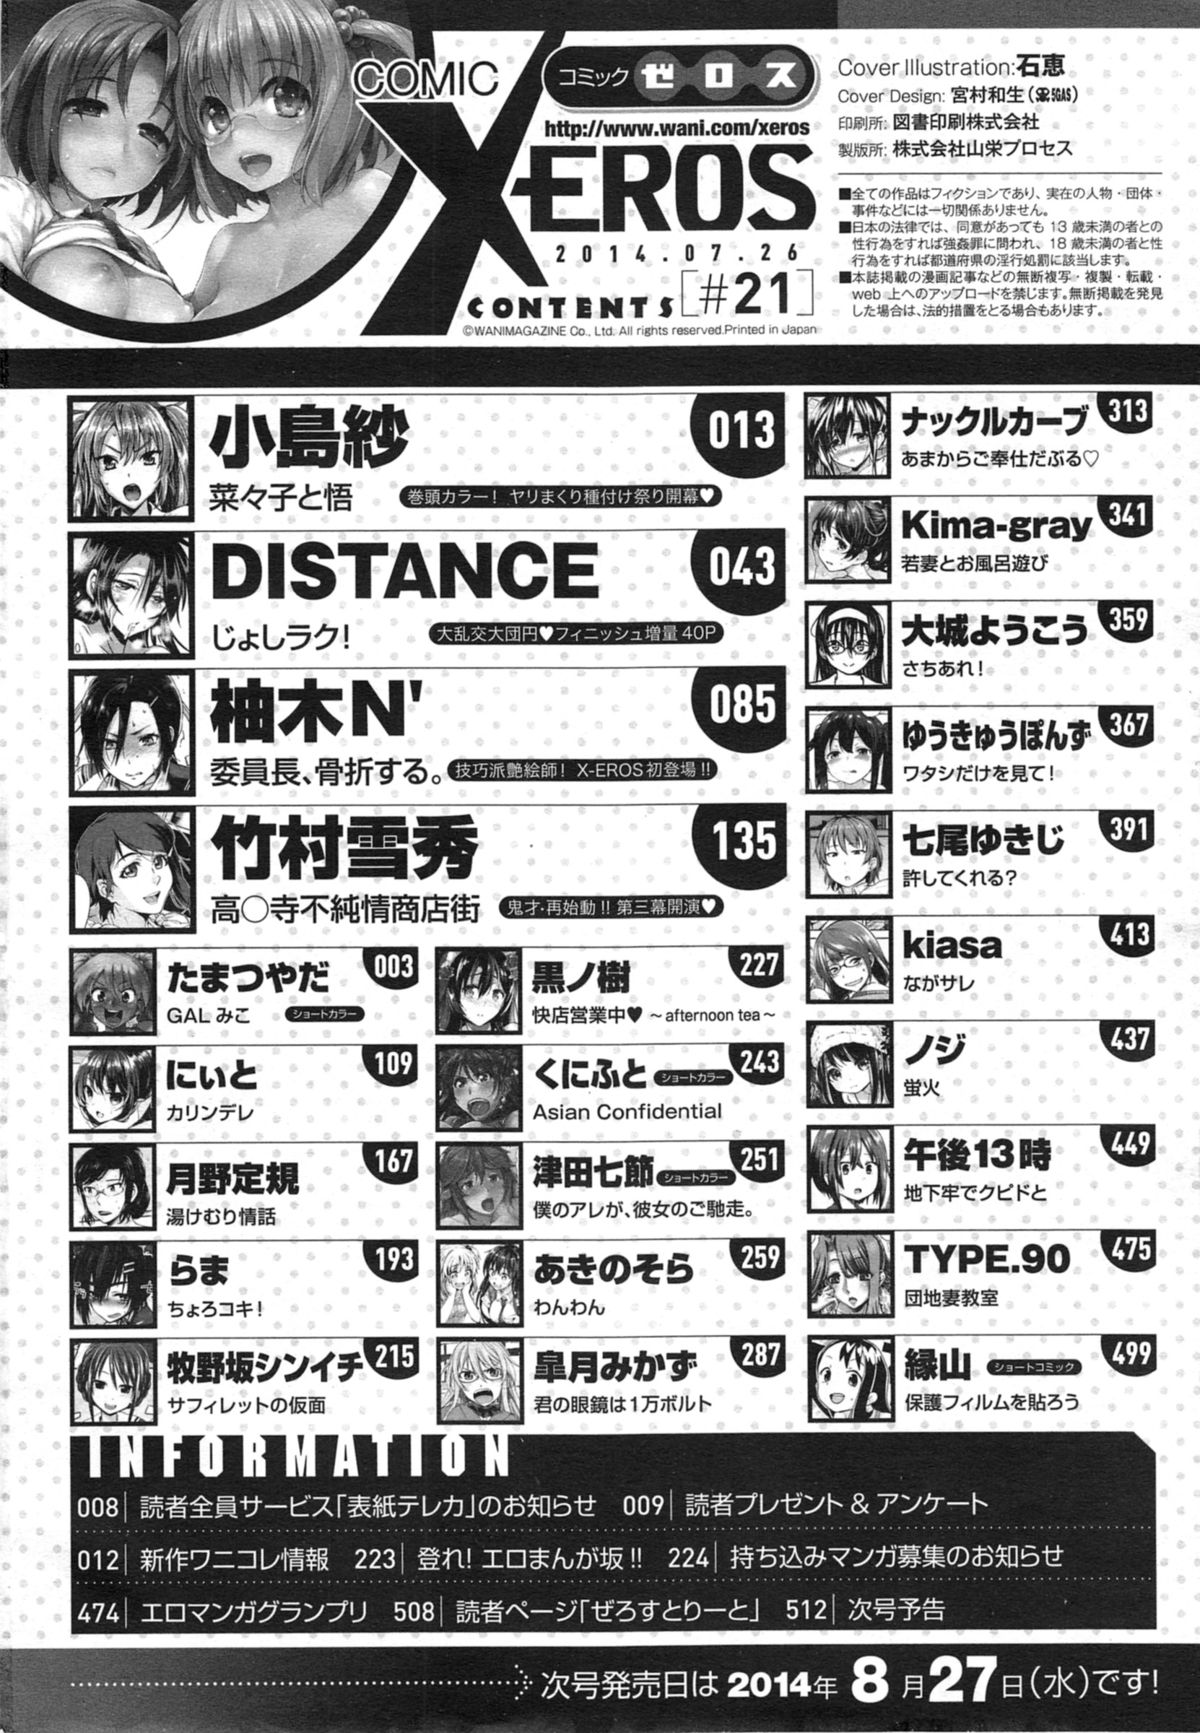 COMIC
X-EROS
コミック ゼロス
http://www.wani.com/xeros
2014.07.26
CONTENTS [#21]
©WANIMAGAZINE Co., Ltd. All rights reserved.Printed in Japan
Cover Illustration:石恵
Cover Design: 宮村和生(5GAS)
印刷所: 図書印刷株式会社
製版所: 株式会社山栄プロセス
■全ての作品はフィクションであり、実在の人物・団体・
事件などには一切関係ありません。
■日本の法律では、同意があっても 13 歳未満の者との
性行為をすれば強姦罪に問われ、18 歳未満の者と性
行為をすれば都道府県の淫行処罰に該当します。
■本誌掲載の漫画記事などの無断複写・複製・転載・
web 上へのアップロードを禁じます。無断掲載を発見
した場合は、法的措置をとる場合もあります。
小島紗 013
菜々子と悟 巻頭カラー! ヤリまくり種付け祭り開幕♥
DISTANCE 043
じょしラク! 大乱交大団円♥フィニッシュ増量40P
柚木N' 085
委員長、骨折する。 技巧派艶絵師! X-EROS初登場!!
竹村雪秀 135
高○寺不純情商店街 鬼才・再始動!! 第三幕開演♥
たまつやだ 003
GALみこ ショートカラー
にぃと 109
カリンデレ
月野定規 167
湯けむり情話
らま 193
ちょろコキ!
牧野坂シンイチ 215
サフィレットの仮面
黒ノ樹 227
快店営業中♥ ～afternoon tea～
くにふと ショートカラー 243
Asian Confidential
津田七節 ショートカラー 251
僕のアレが、彼女のご馳走。
あきのそら 259
わんわん
皐月みかず 287
君の眼鏡は1万ボルト
ナックルカーブ 313
あまからご奉仕だぶる♡
Kima-gray 341
若妻とお風呂遊び
大城ようこう 359
さちあれ!
ゆうきゅうぽんず 367
ワタシだけを見て!
七尾ゆきじ 391
許してくれる?
kiasa 413
ながサレ
ノジ 437
蛍火
午後13時 449
地下牢でクピドと
TYPE.90 475
団地妻教室
縁山 ショートコミック 499
保護フィルムを貼ろう
INFORMATION
008 読者全員サービス「表紙テレカ」のお知らせ 009 読者プレゼント & アンケート
012 新作ワニコレ情報 223 登れ! エロまんが坂!! 224 持ち込みマンガ募集のお知らせ
474 エロマンガグランプリ 508 読者ページ「ぜろすとりーと」 512 次号予告
次号発売日は 2014年 8月27日(水)です!